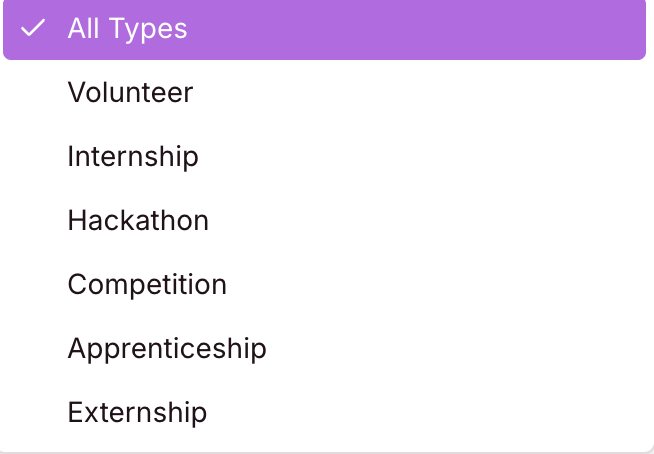 All Types
Volunteer
Internship
Hackathon
Competition
Apprenticeship
Externship